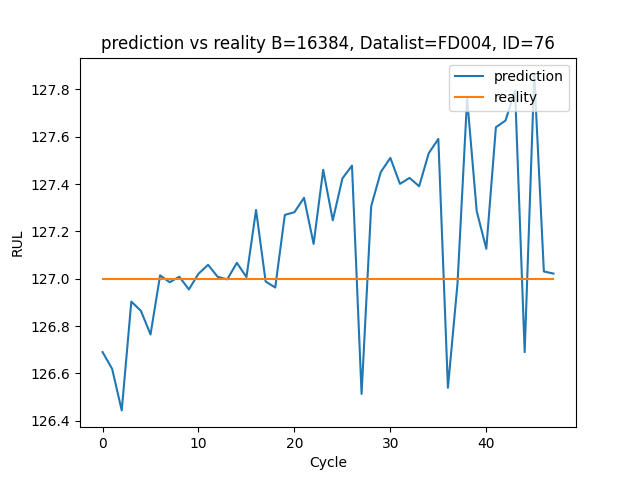 prediction vs reality B=16384, Datalist=FD004, ID=76
prediction
reality
127.8
127.6
127.4
127.2
127.0
126.8
126.6
126.4
RUL
0 10 20 30 40
Cycle